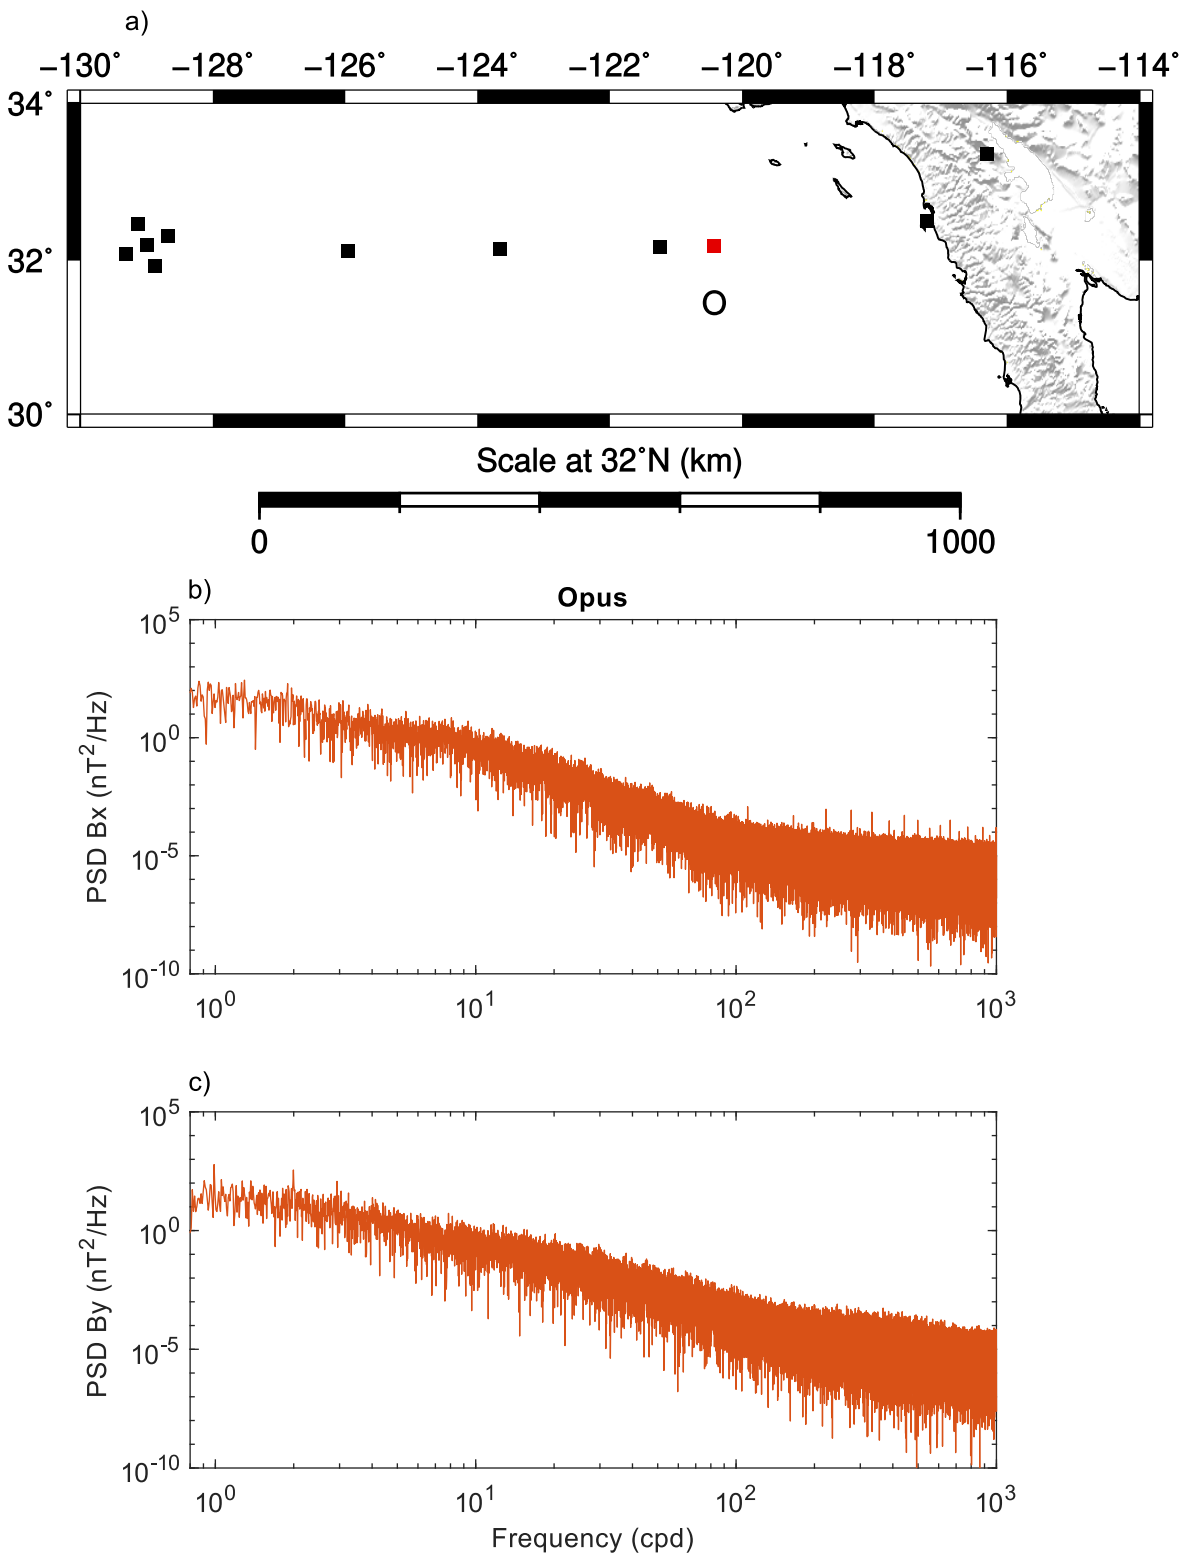 a)
−130˚ −128˚ −126˚ −124˚ −122˚ −120˚ −118˚ −116˚ −114˚
34˚
32˚
O
30˚
Scale at 32˚N (km)
0 1000
b)
Opus
10^5
10^0
10^-5
10^-10
PSD Bx (nT^2/Hz)
10^0 10^1 10^2 10^3
c)
10^5
10^0
10^-5
10^-10
PSD By (nT^2/Hz)
10^0 10^1 10^2 10^3
Frequency (cpd)